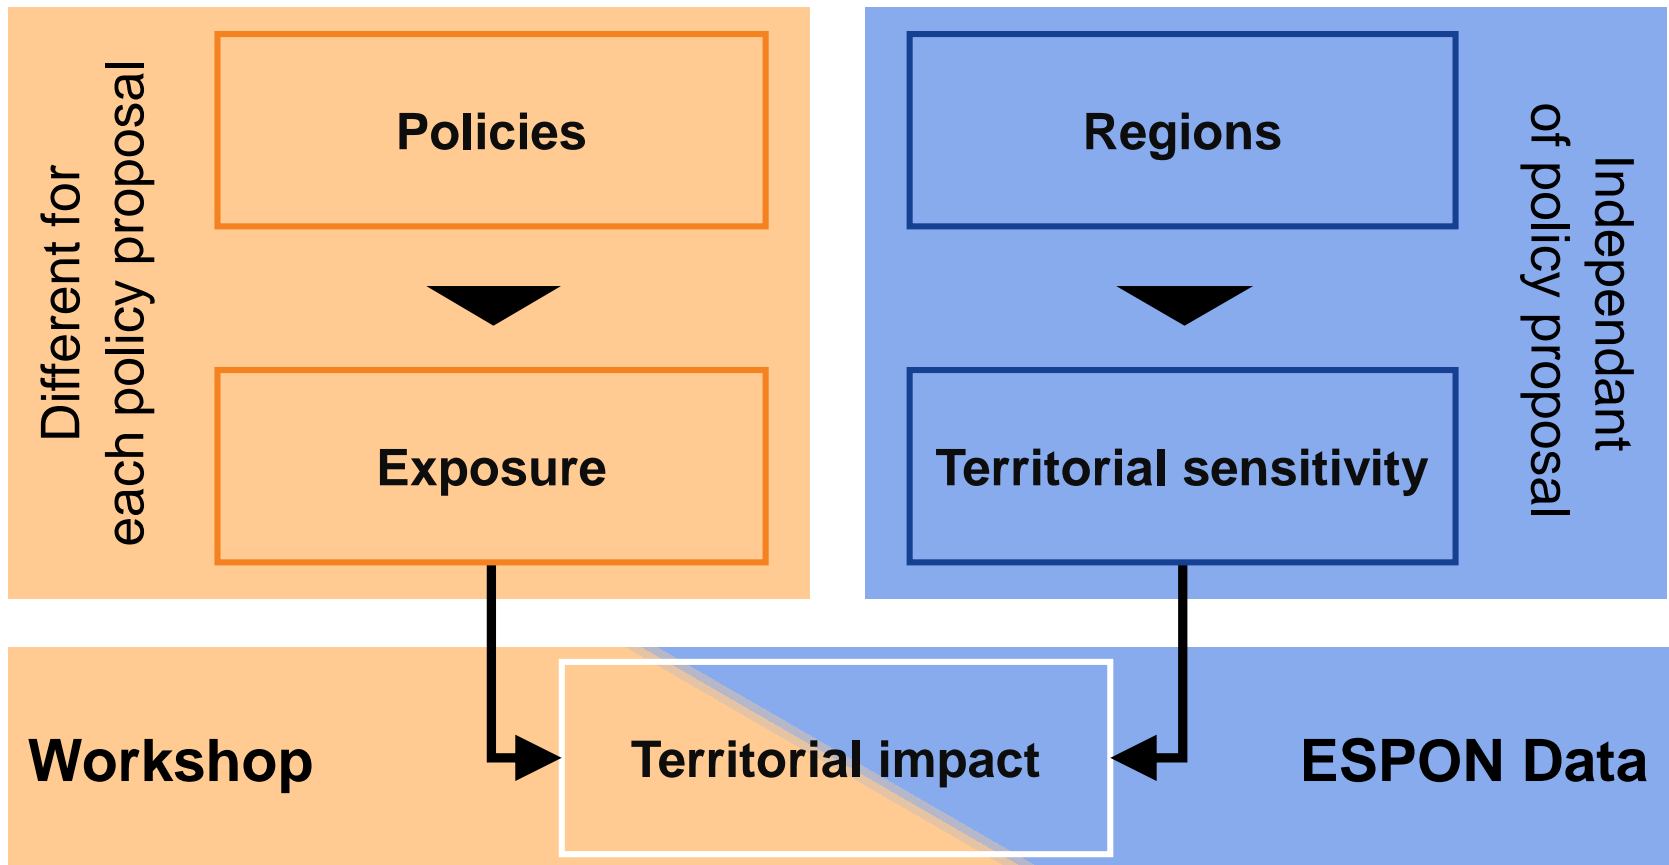 Different for
each policy proposal
Policies
Exposure
Regions
Territorial sensitivity
Independant
of policy proposal
Workshop
Territorial impact
ESPON Data